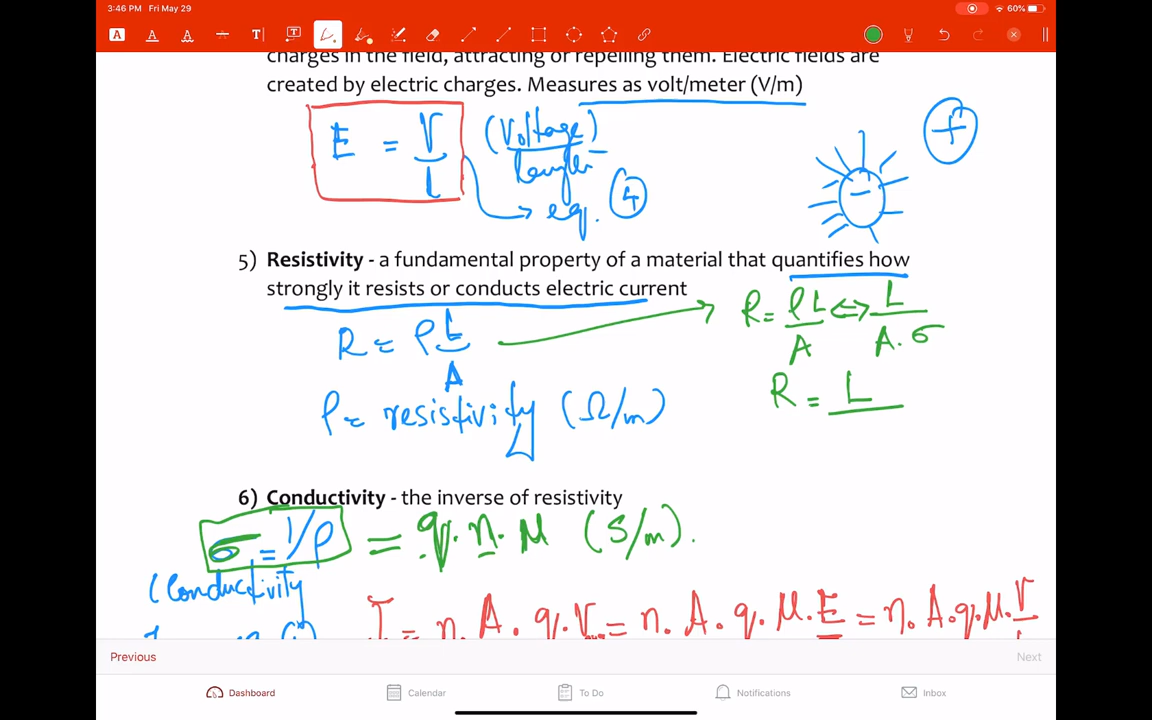 3:46 PM Fri May 29
60%
A A A T| T
charges in the field, attracting or repelling them. Electric fields are
created by electric charges. Measures as volt/meter (V/m)
E = V/L (Voltage/length)
→ eq. 4
+
−
5) Resistivity - a fundamental property of a material that quantifies how
strongly it resists or conducts electric current
R = ρ L/A
R = ρL/A ⟷ L/A.σ
R = L
ρ = resistivity (Ω/m)
6) Conductivity - the inverse of resistivity
σ = 1/ρ = q.n.μ (S/m).
(Conductivity
I = n.A.q.V = n.A.q.μ.E = n.A.q.μ.V
Previous
Next
Dashboard
Calendar
To Do
Notifications
Inbox